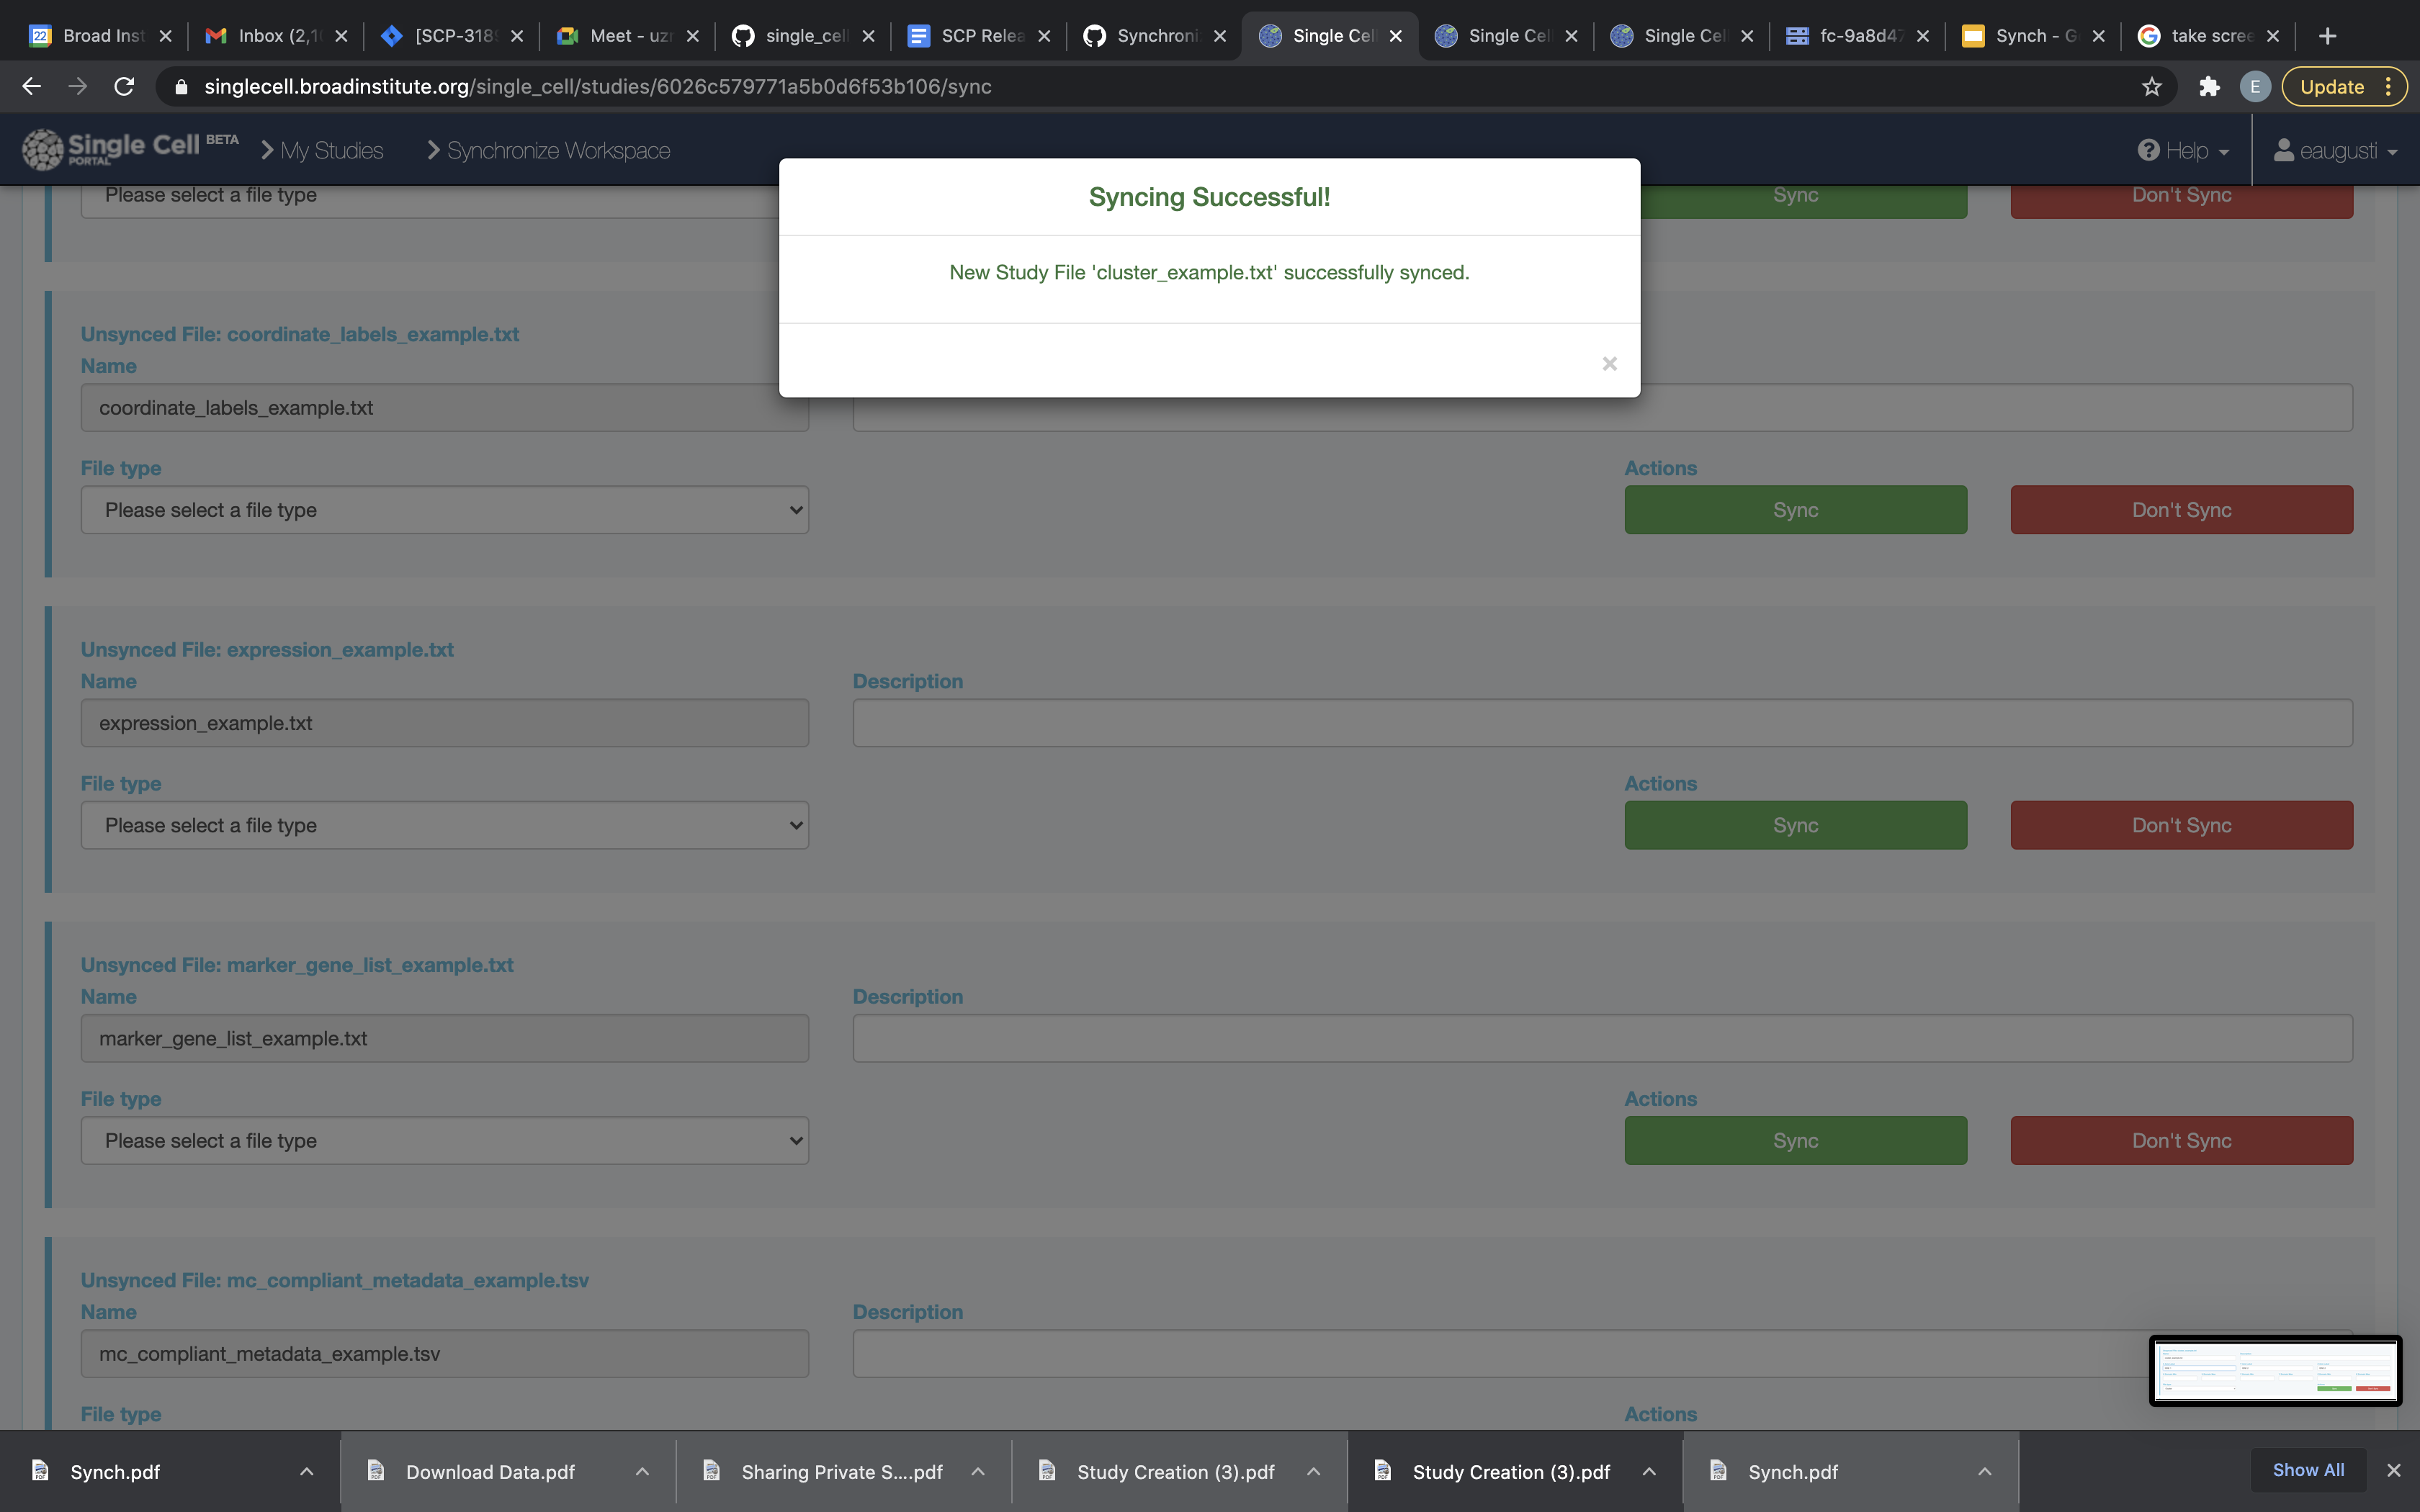 22 Broad Inst
Inbox (2,1
[SCP-318
Meet - uz
single_cel
SCP Relea
Synchroni
Single Cel
Single Cel
Single Cel
fc-9a8d47
Synch - G
take scree
singlecell.broadinstitute.org/single_cell/studies/6026c579771a5b0d6f53b106/sync
E
Update
Single Cell BETA
PORTAL
My Studies
Synchronize Workspace
Help
eaugusti
Syncing Successful!
New Study File 'cluster_example.txt' successfully synced.
×
Please select a file type
Sync
Don't Sync
Unsynced File: coordinate_labels_example.txt
Name
coordinate_labels_example.txt
File type
Actions
Please select a file type
Sync
Don't Sync
Unsynced File: expression_example.txt
Name
Description
expression_example.txt
File type
Actions
Please select a file type
Sync
Don't Sync
Unsynced File: marker_gene_list_example.txt
Name
Description
marker_gene_list_example.txt
File type
Actions
Please select a file type
Sync
Don't Sync
Unsynced File: mc_compliant_metadata_example.tsv
Name
Description
mc_compliant_metadata_example.tsv
File type
Actions
Synch.pdf
Download Data.pdf
Sharing Private S....pdf
Study Creation (3).pdf
Study Creation (3).pdf
Synch.pdf
Show All